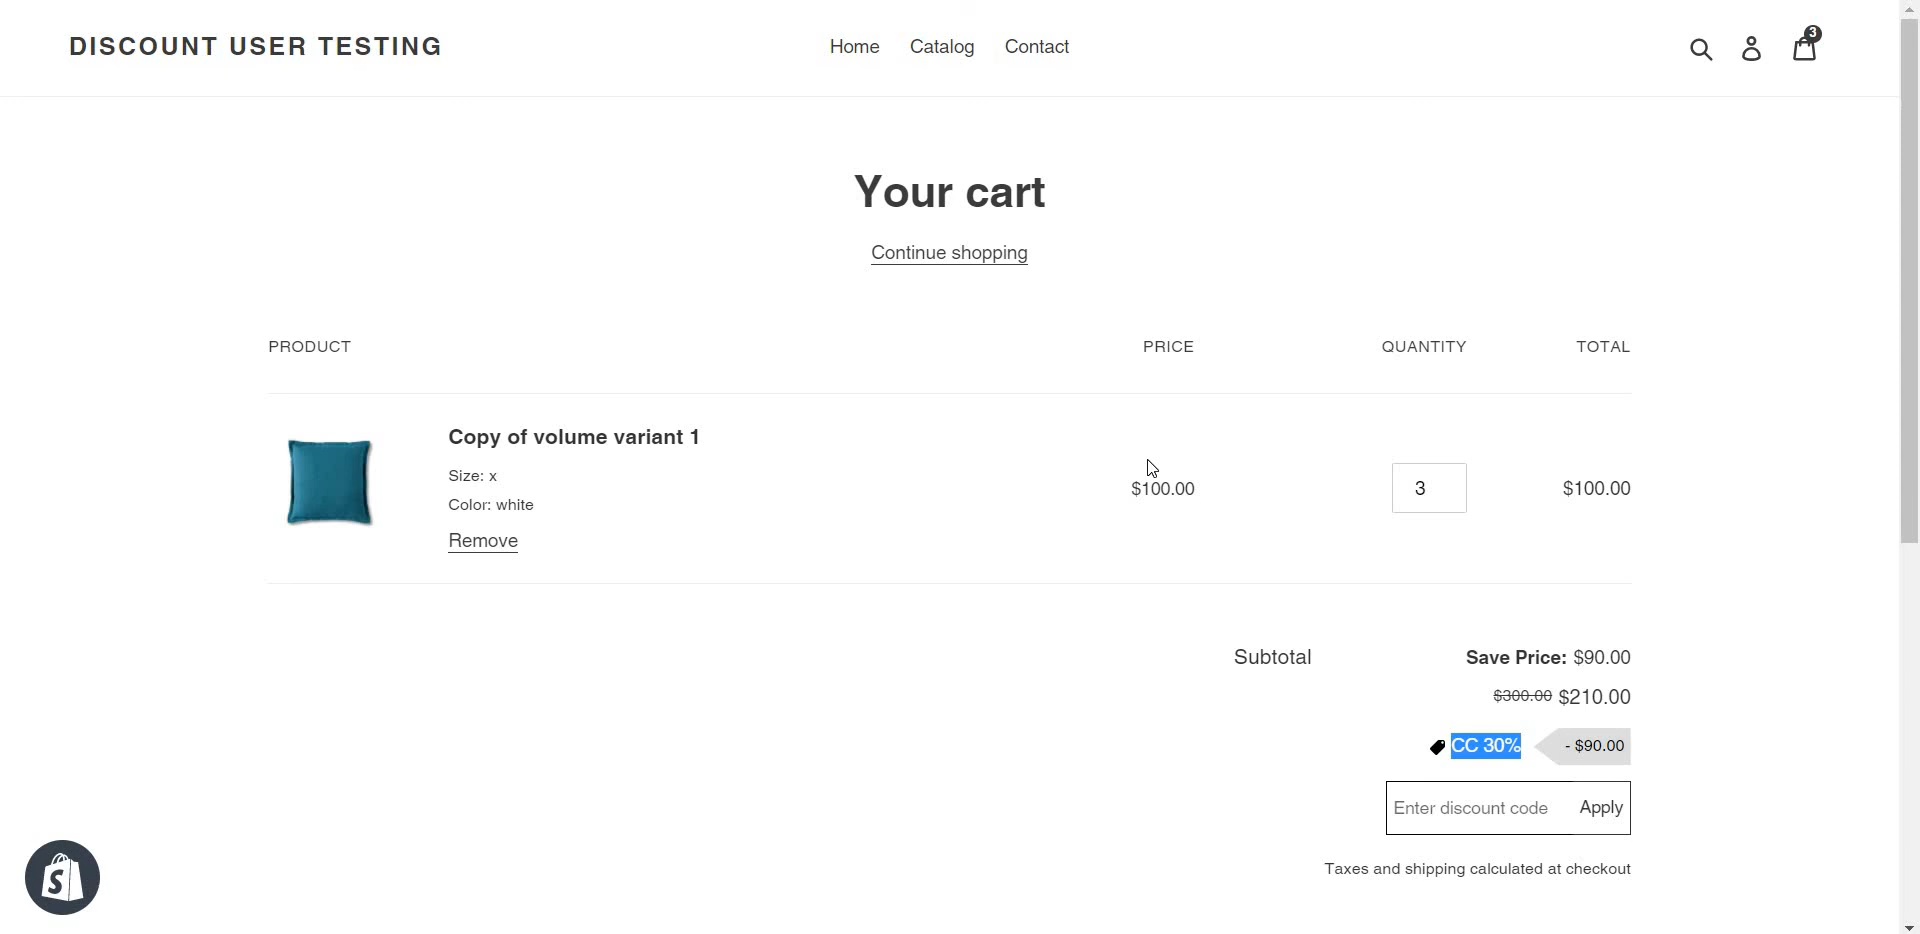 DISCOUNT USER TESTING
Home Catalog Contact
3
Your cart
Continue shopping
PRODUCT PRICE QUANTITY TOTAL
Copy of volume variant 1
Size: x
Color: white
Remove
$100.00 3 $100.00
Subtotal Save Price: $90.00
$300.00 $210.00
CC 30% - $90.00
Enter discount code Apply
Taxes and shipping calculated at checkout